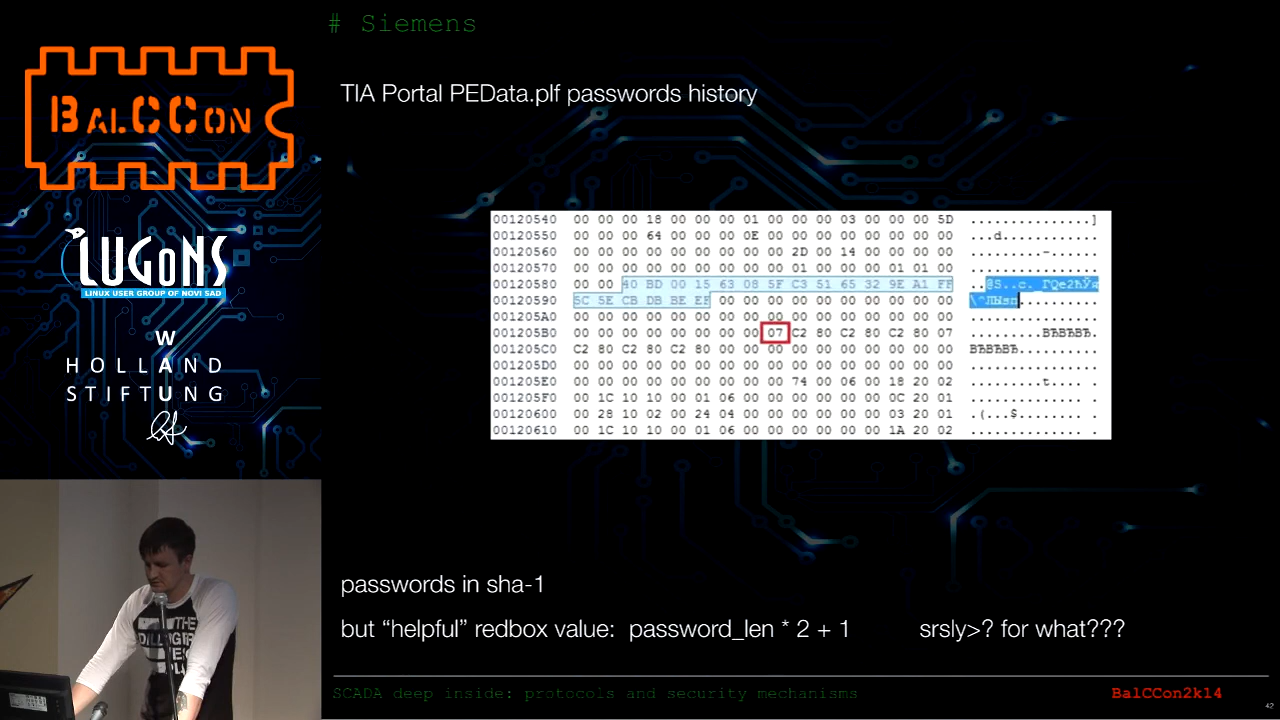 # Siemens
BALCCON
TIA Portal PEData.plf passwords history
LUGoNS
LINUX USER GROUP OF NOVI SAD
W
HOLLAND
STIFTUNG
00120540 00 00 00 18 00 00 00 01 00 00 00 03 00 00 00 5D ...............]
00120550 00 00 00 64 00 00 00 0E 00 00 00 00 00 00 00 00 ...d............
00120560 00 00 00 00 00 00 00 00 00 2D 00 14 00 00 00 00 .........-......
00120570 00 00 00 00 00 00 00 00 00 01 00 00 00 01 01 00 ................
00120580 00 00 40 BD 00 15 63 08 5F C3 51 65 32 9E A1 FF
00120590 5C 5E CB DB BE EF 00 00 00 00 00 00 00 00 00 00
001205A0 00 00 00 00 00 00 00 00 00 00 00 00 00 00 00 00 ................
001205B0 00 00 00 00 00 00 00 00 07 C2 80 C2 80 C2 80 07 .........ВЂВЂВЂ.
001205C0 C2 80 C2 80 C2 80 00 00 00 00 00 00 00 00 00 00 ВЂВЂВЂ..........
001205D0 00 00 00 00 00 00 00 00 00 00 00 00 00 00 00 00 ................
001205E0 00 00 00 00 00 00 00 00 00 74 00 06 00 18 20 02 .........t.... .
001205F0 00 1C 10 10 00 01 06 00 00 00 00 00 00 0C 20 01 .............. .
00120600 00 28 10 02 00 24 04 00 00 00 00 00 00 03 20 01 .(...$........ .
00120610 00 1C 10 10 00 01 06 00 00 00 00 00 00 1A 20 02 .............. .
passwords in sha-1
but “helpful” redbox value: password_len * 2 + 1 srsly>? for what???
THE
DILLINGER
SCADA deep inside: protocols and security mechanisms
BalCCon2k14
42